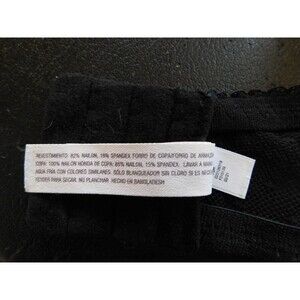 REVESTIMIENTO: 82% NAILON, 18% SPANDEX FORRO DE COPA/FORRO DE ARMAZ
COPA: 100% NAILON HONDA DE COPA: 85% NAILON, 15% SPANDEX. LAVAR A MANO
AGUA FRIA CON COLORES SIMILARES. SÓLO BLANQUEADOR SIN CLORO SI ES NECE
TENDER PARA SECAR. NO PLANCHAR. HECHO EN BANGLADESH